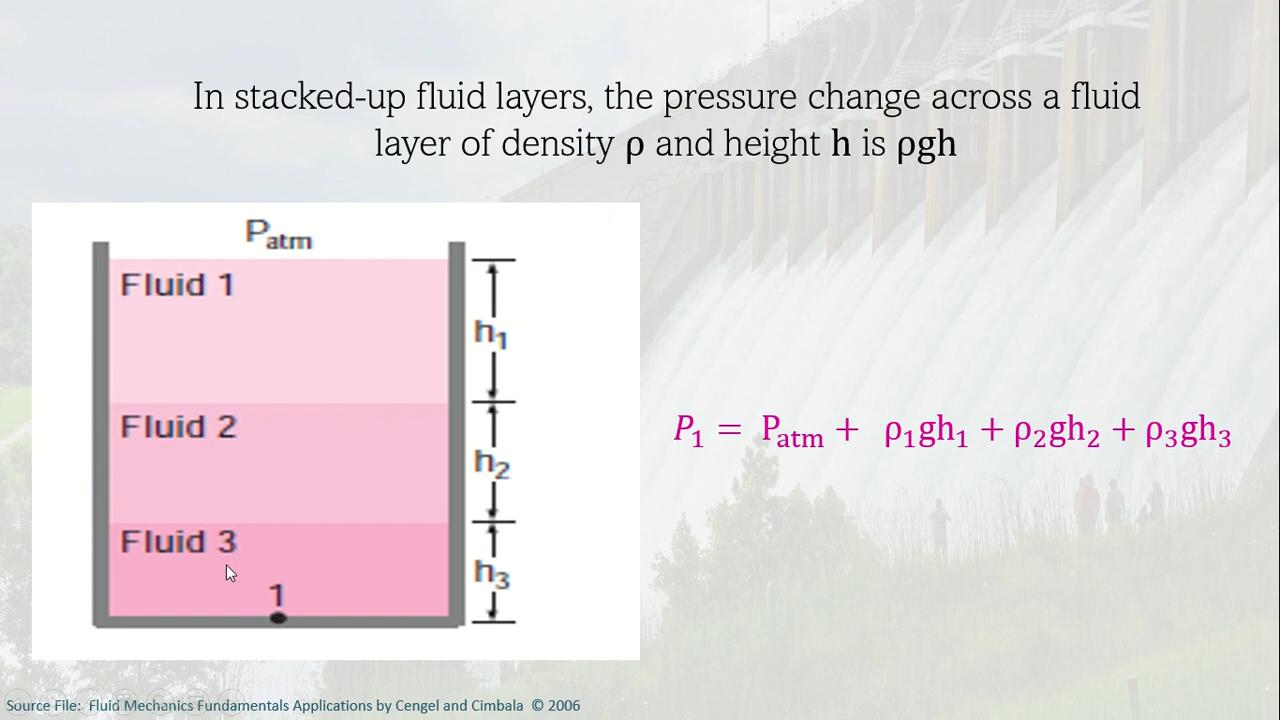 In stacked-up fluid layers, the pressure change across a fluid
layer of density ρ and height h is ρgh
Patm
Fluid 1
h1
Fluid 2
h2
Fluid 3
h3
1
P1 = Patm + ρ1gh1 + ρ2gh2 + ρ3gh3
Source File: Fluid Mechanics Fundamentals Applications by Cengel and Cimbala © 2006